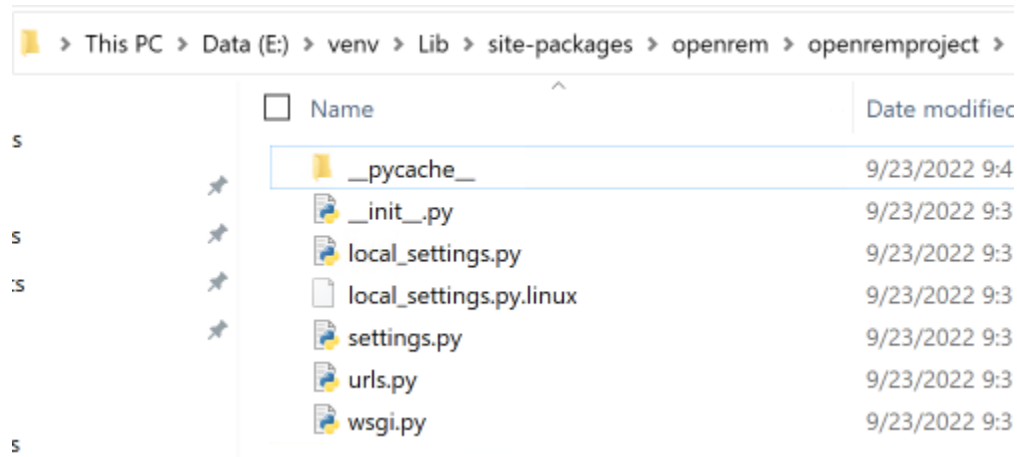 This PC > Data (E:) > venv > Lib > site-packages > openrem > openremproject >
Name Date modified
s
__pycache__ 9/23/2022 9:4
__init__.py 9/23/2022 9:3
s
local_settings.py 9/23/2022 9:3
:s
local_settings.py.linux 9/23/2022 9:3
settings.py 9/23/2022 9:3
urls.py 9/23/2022 9:3
wsgi.py 9/23/2022 9:3
s